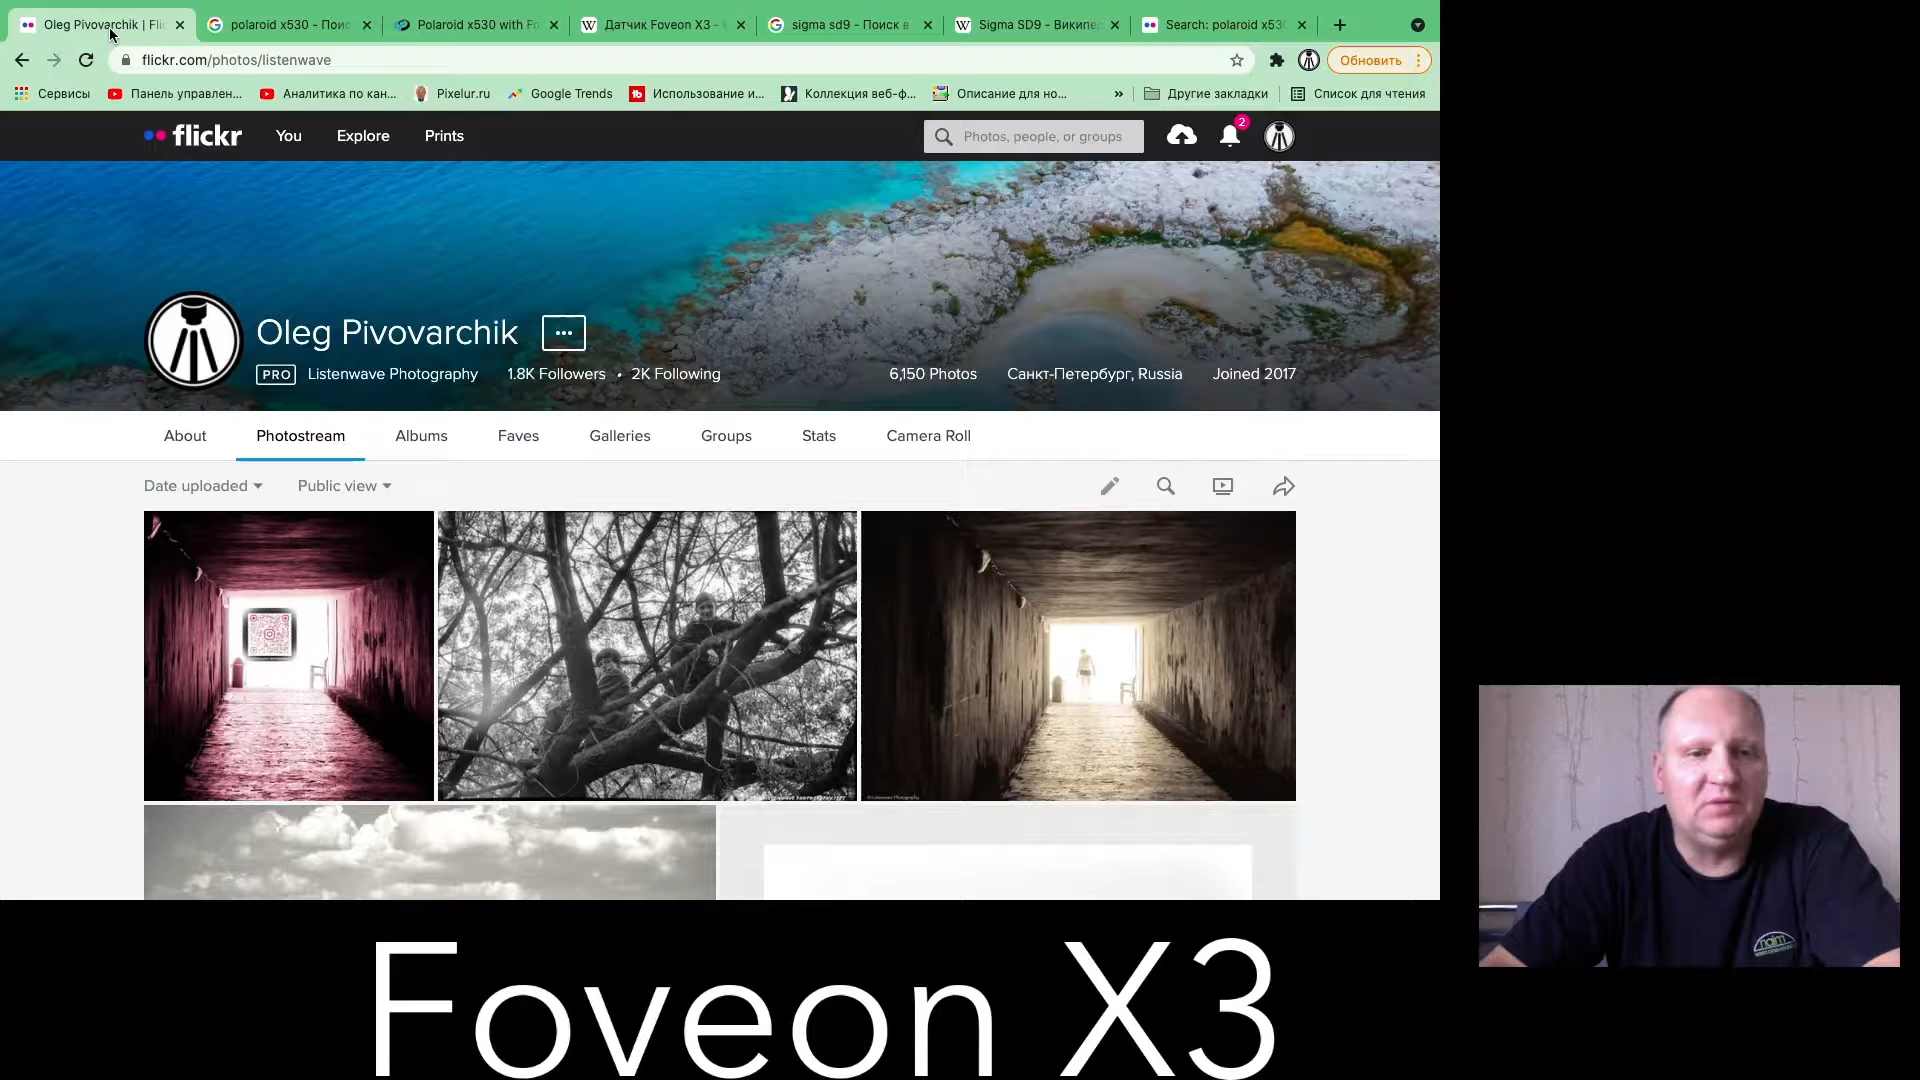 Oleg Pivovarchik | Flic
polaroid x530 - Поис
Polaroid x530 with Fo
Датчик Foveon X3 -
sigma sd9 - Поиск в
Sigma SD9 - Википе
Search: polaroid x530
flickr.com/photos/listenwave
Обновить
Сервисы
Панель управлен...
Аналитика по кан...
Pixelur.ru
Google Trends
Использование и...
Коллекция веб-ф...
Описание для но...
»
Другие закладки
Список для чтения
flickr
You
Explore
Prints
Photos, people, or groups
2
Oleg Pivovarchik
PRO
Listenwave Photography
1.8K Followers • 2K Following
6,150 Photos
Санкт-Петербург, Russia
Joined 2017
About
Photostream
Albums
Faves
Galleries
Groups
Stats
Camera Roll
Date uploaded
Public view
Foveon X3
naim